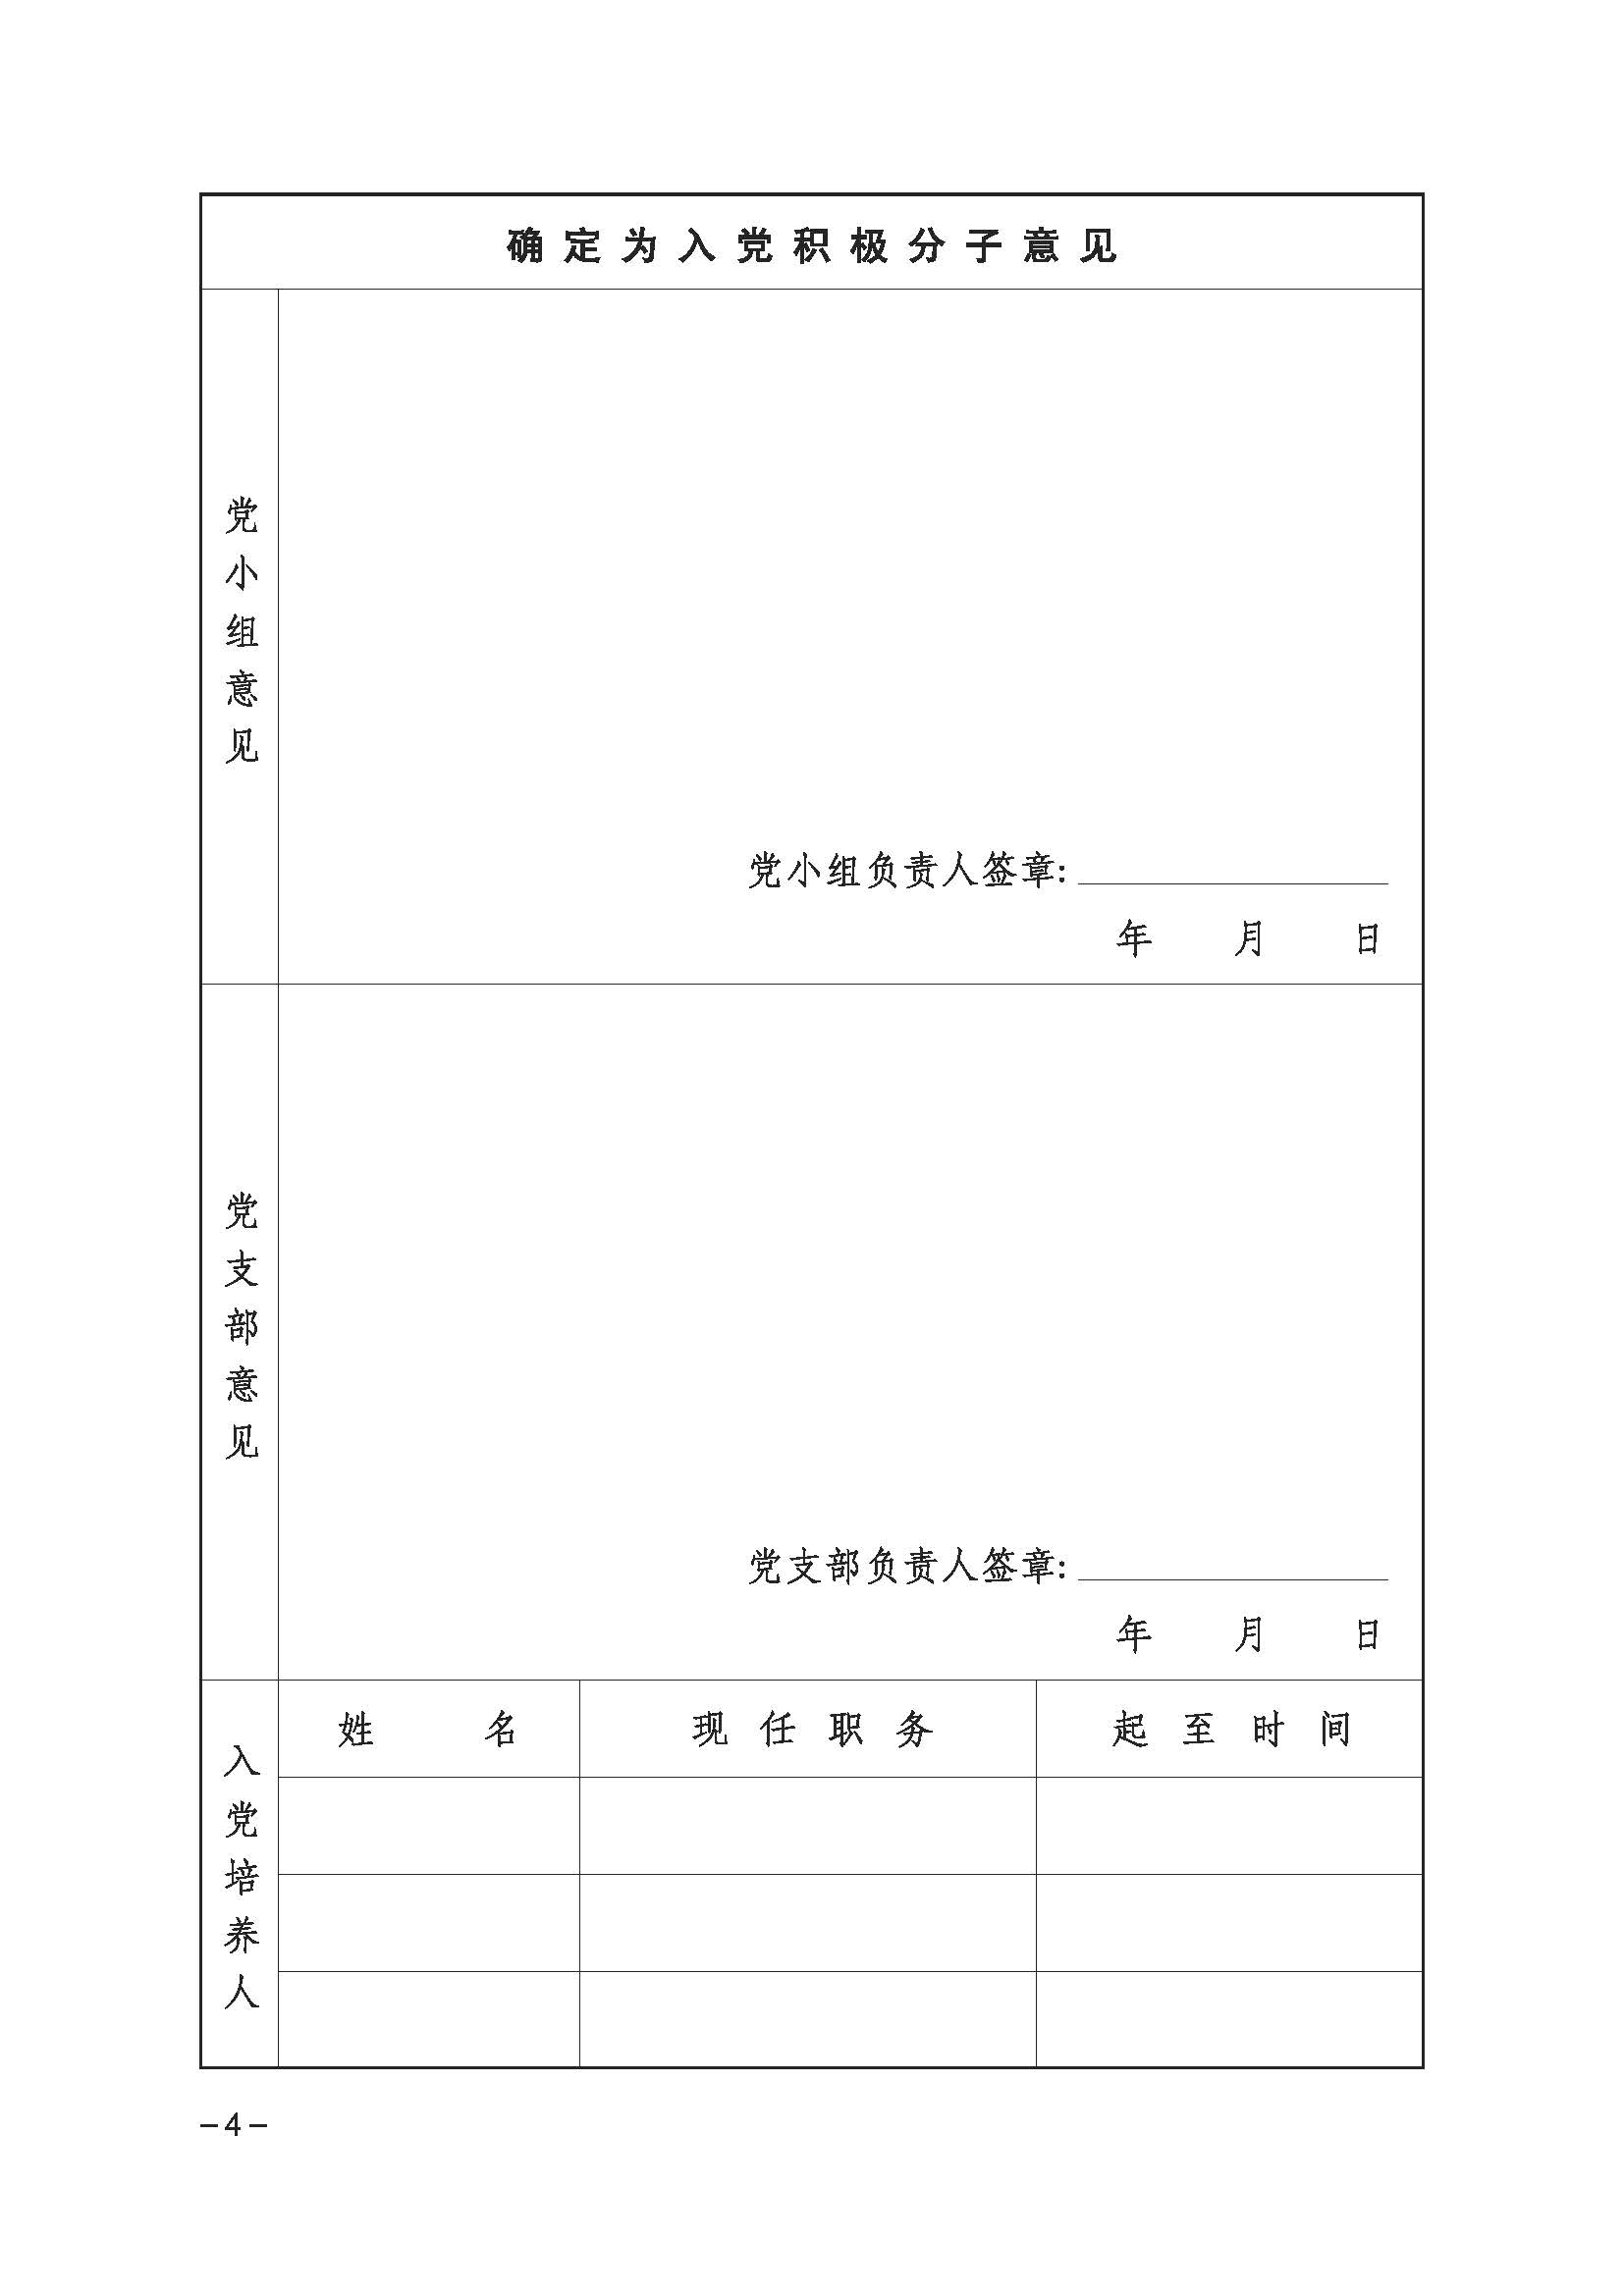 确定为入党积极分子意见
党小组意见
党小组负责人签章:
年 月 日
党支部意见
党支部负责人签章:
年 月 日
入党培养人
姓名 现任职务 起至时间
－4－